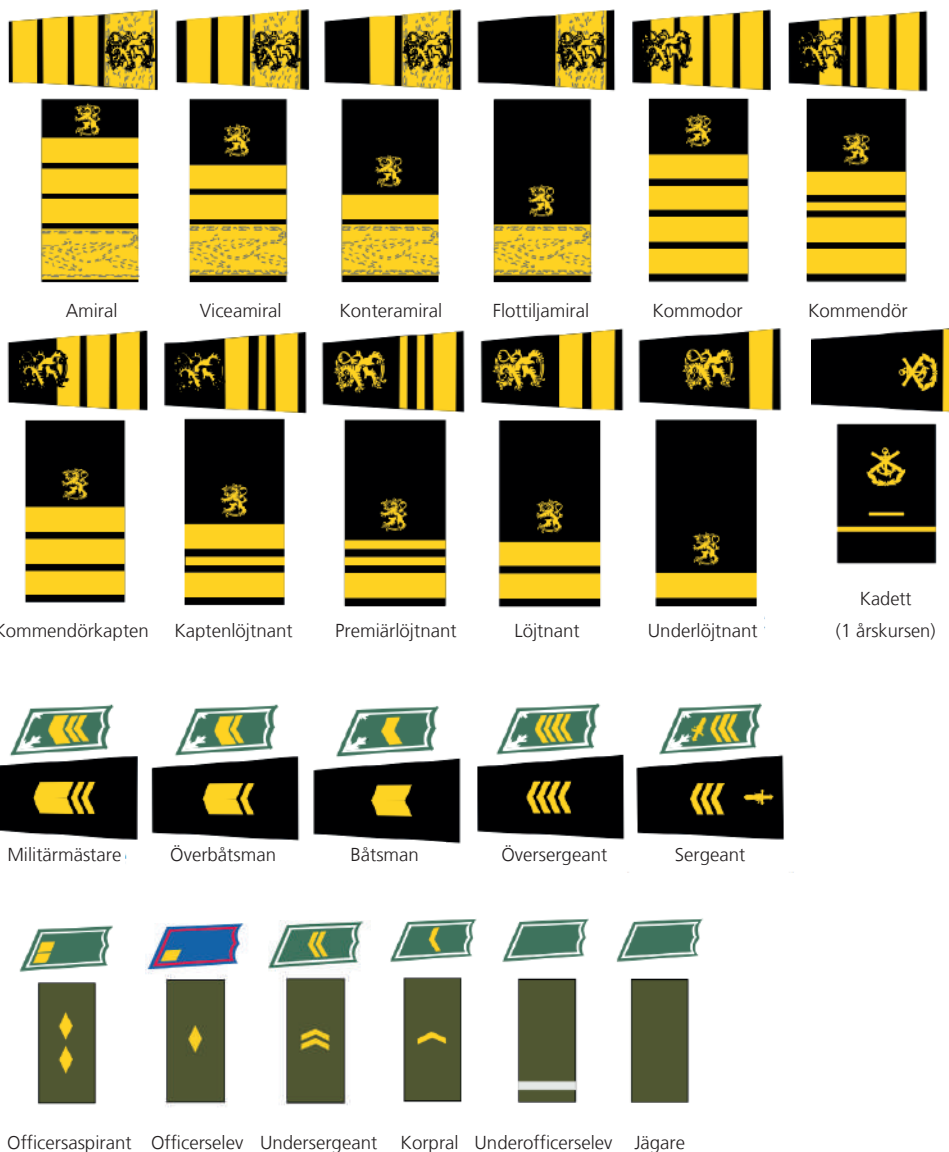 Amiral Viceamiral Konteramiral Flottiljamiral Kommodor Kommendör
Kommendörkapten Kaptenlöjtnant Premiärlöjtnant Löjtnant Underlöjtnant Kadett
(1 årskursen)
Militärmästare Överbåtsman Båtsman Översergeant Sergeant
Officersaspirant Officerselev Undersergeant Korpral Underofficerselev Jägare